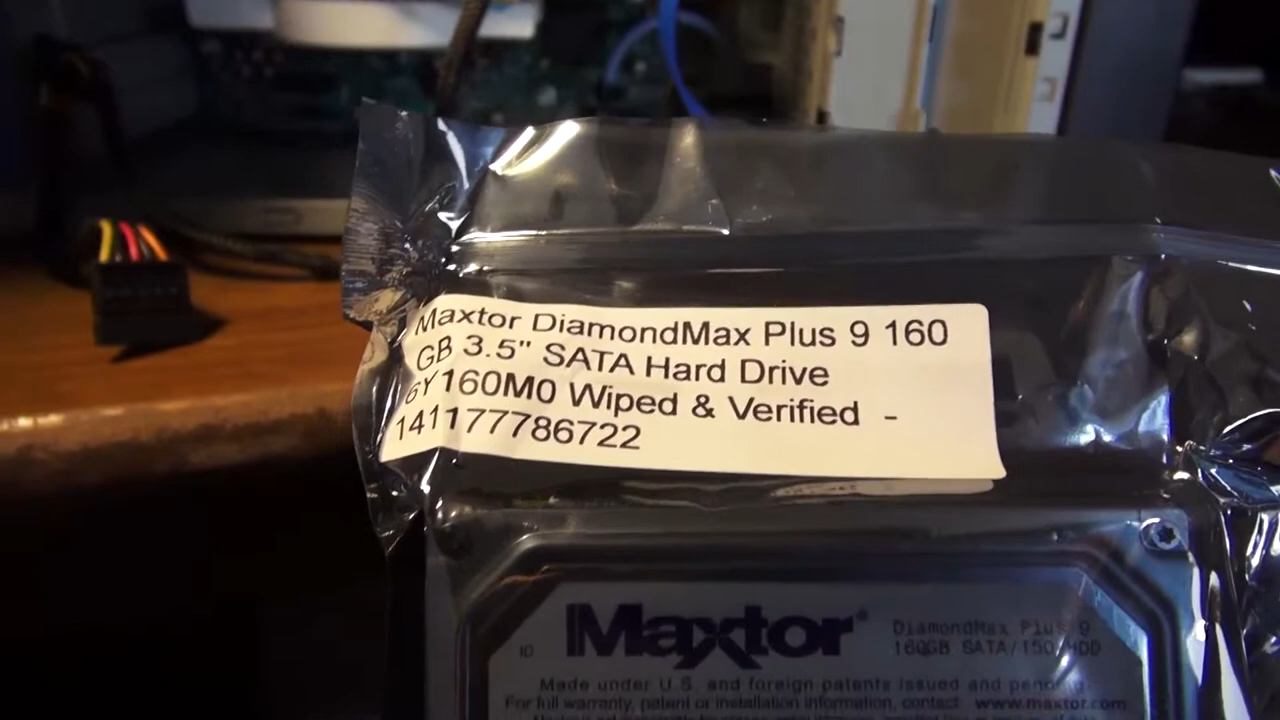 Maxtor DiamondMax Plus 9 160
GB 3.5" SATA Hard Drive
6Y160M0 Wiped & Verified -
141177786722
Maxtor®
DiamondMax Plus 9
160GB SATA/150 HDD
ID
Made under U.S. and foreign patents issued and pending.
For full warranty, patent or installation information, contact: www.maxtor.com